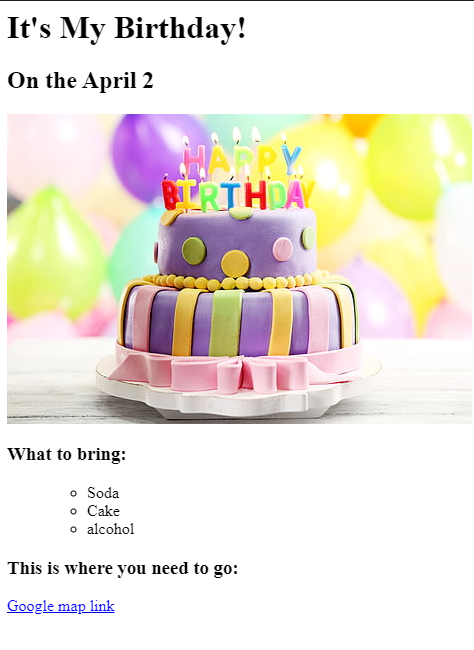 It's My Birthday!
On the April 2
HAPPY
BIRTHDAY
What to bring:
Soda
Cake
alcohol
This is where you need to go:
Google map link